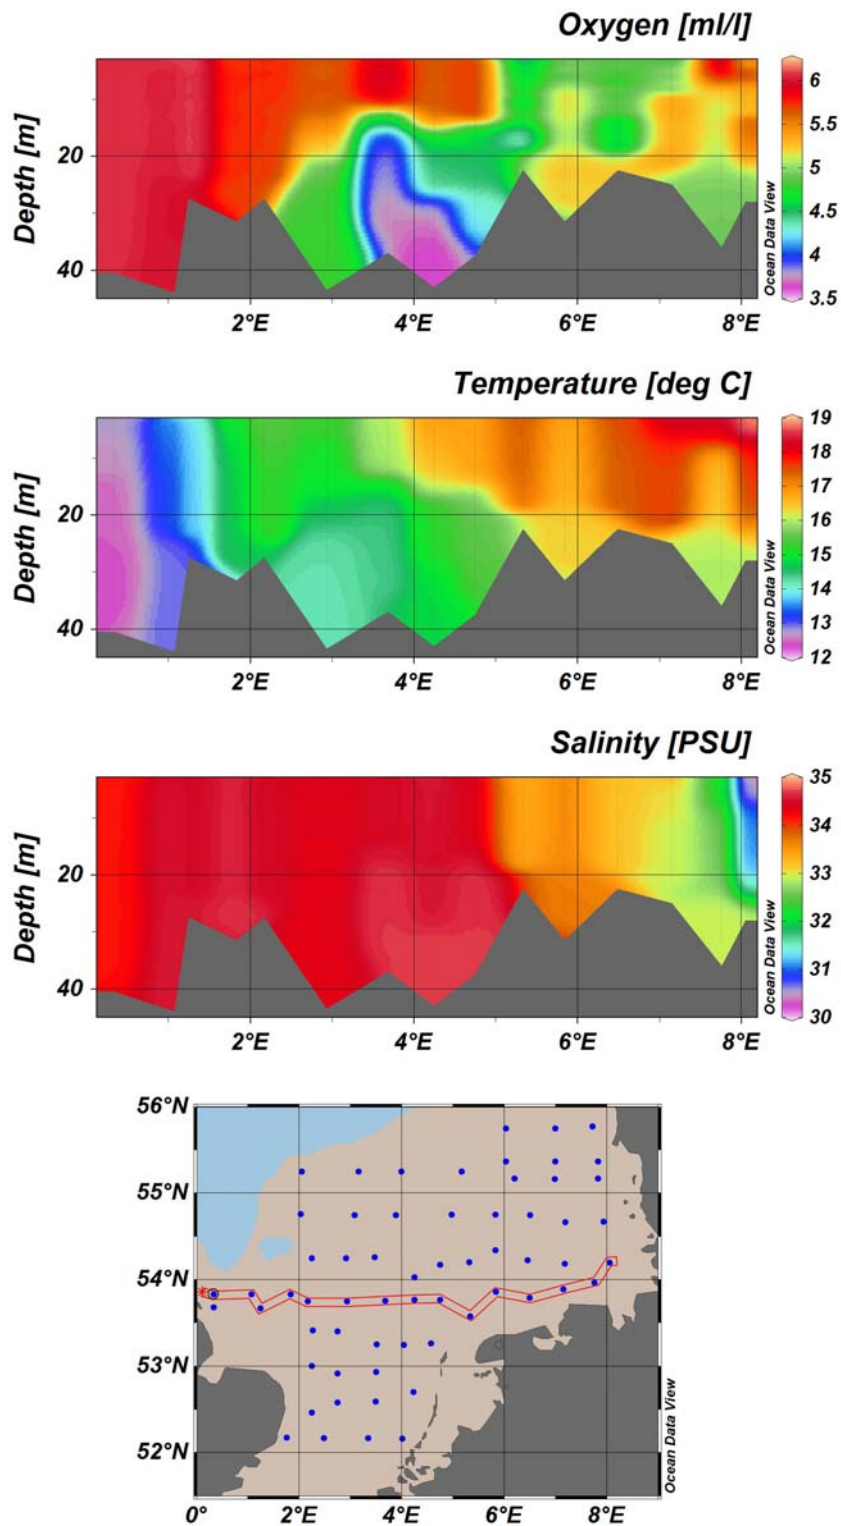 Oxygen [ml/l]
Depth [m]
20
40
2°E
4°E
6°E
8°E
Ocean Data View
6
5.5
5
4.5
4
3.5
Temperature [deg C]
Depth [m]
20
40
2°E
4°E
6°E
8°E
Ocean Data View
19
18
17
16
15
14
13
12
Salinity [PSU]
Depth [m]
20
40
2°E
4°E
6°E
8°E
Ocean Data View
35
34
33
32
31
30
56°N
55°N
54°N
53°N
52°N
0°
2°E
4°E
6°E
8°E
Ocean Data View